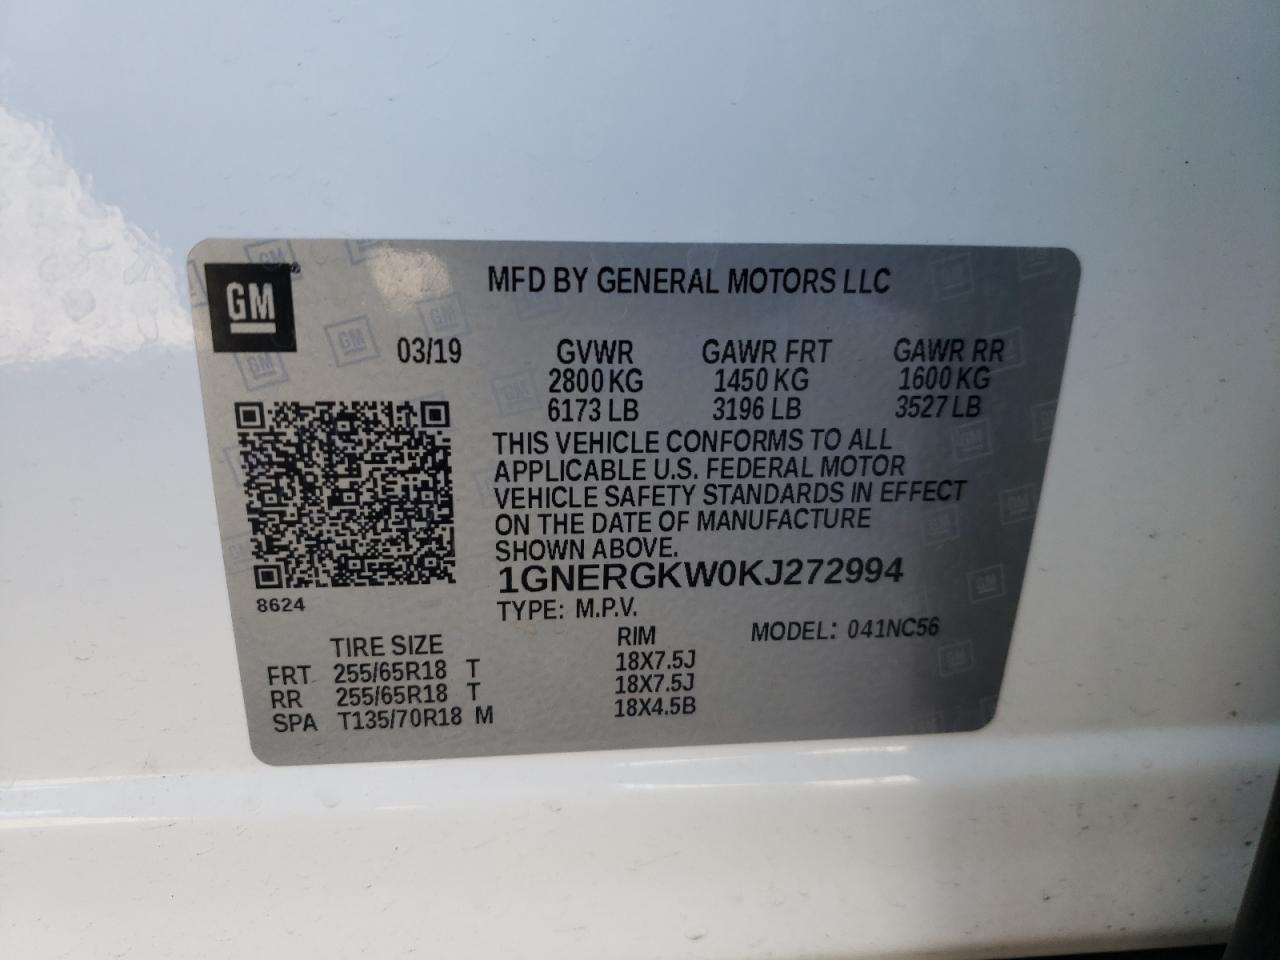 GM
MFD BY GENERAL MOTORS LLC
03/19 GVWR GAWR FRT GAWR RR
2800 KG 1450 KG 1600 KG
6173 LB 3196 LB 3527 LB
THIS VEHICLE CONFORMS TO ALL
APPLICABLE U.S. FEDERAL MOTOR
VEHICLE SAFETY STANDARDS IN EFFECT
ON THE DATE OF MANUFACTURE
SHOWN ABOVE.
1GNERGKW0KJ272994
8624
TYPE: M.P.V.
MODEL: 041NC56
TIRE SIZE RIM
FRT 255/65R18 T 18X7.5J
RR 255/65R18 T 18X7.5J
SPA T135/70R18 M 18X4.5B